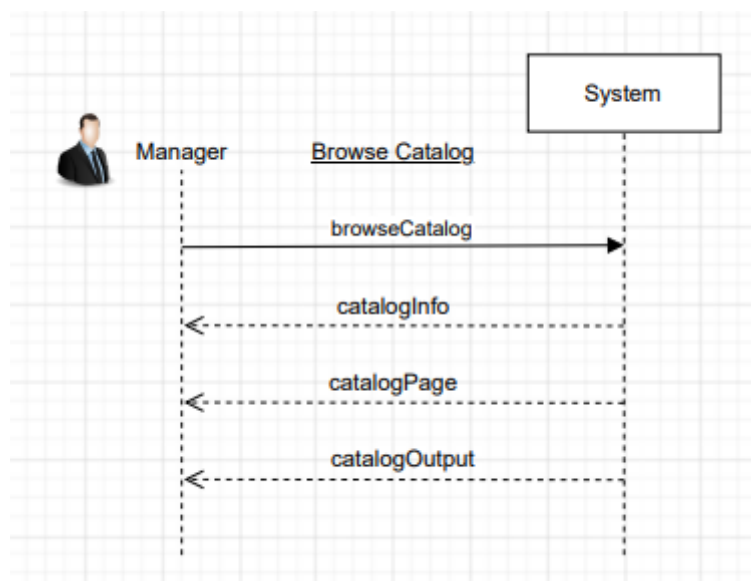 System
Manager
Browse Catalog
browseCatalog
catalogInfo
catalogPage
catalogOutput